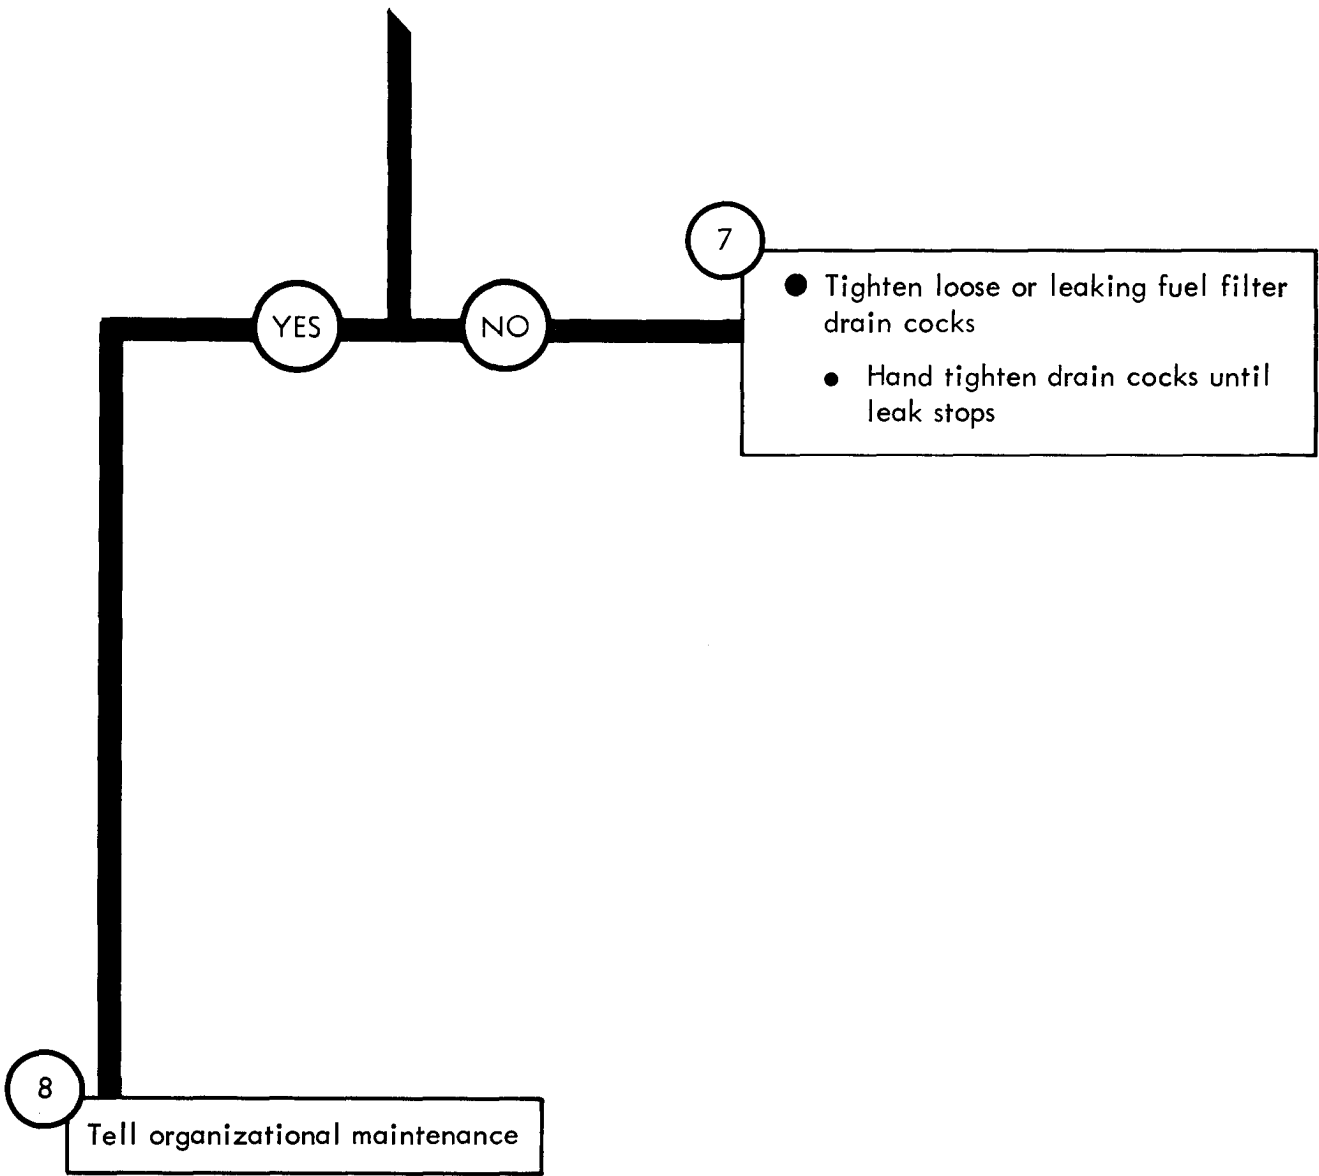 7
● Tighten loose or leaking fuel filter
drain cocks
● Hand tighten drain cocks until
leak stops
YES
NO
8
Tell organizational maintenance